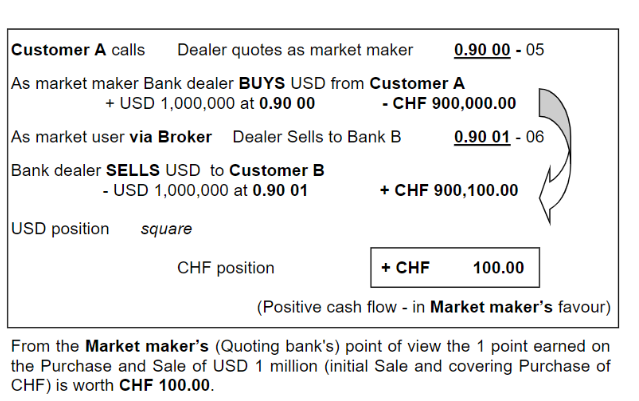 Customer A calls Dealer quotes as market maker 0.90 00 - 05
As market maker Bank dealer BUYS USD from Customer A
+ USD 1,000,000 at 0.90 00 - CHF 900,000.00
As market user via Broker Dealer Sells to Bank B 0.90 01 - 06
Bank dealer SELLS USD to Customer B
- USD 1,000,000 at 0.90 01 + CHF 900,100.00
USD position square
CHF position + CHF 100.00
(Positive cash flow - in Market maker's favour)
From the Market maker's (Quoting bank's) point of view the 1 point earned on
the Purchase and Sale of USD 1 million (initial Sale and covering Purchase of
CHF) is worth CHF 100.00.